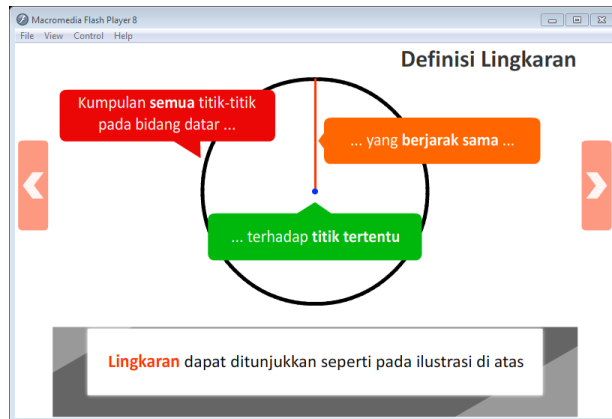 Macromedia Flash Player 8
File View Control Help
Definisi Lingkaran
Kumpulan semua titik-titik
pada bidang datar ...
... yang berjarak sama ...
... terhadap titik tertentu
Lingkaran dapat ditunjukkan seperti pada ilustrasi di atas